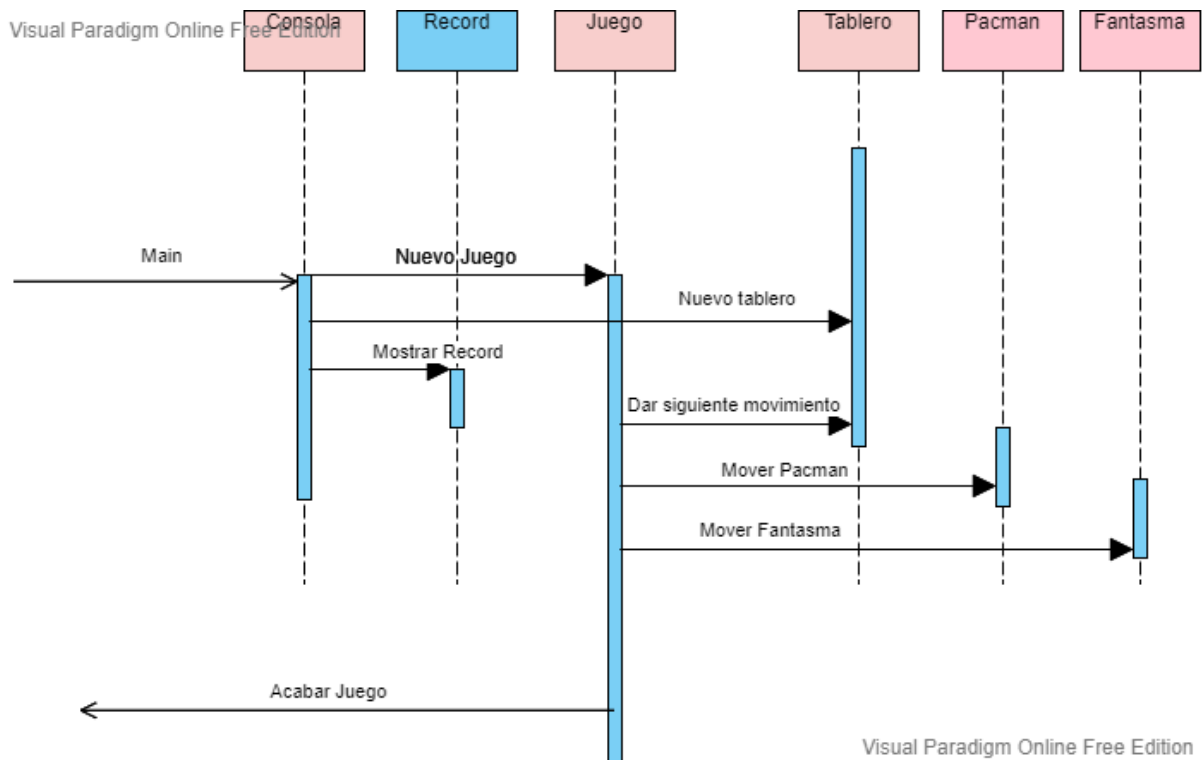 Visual Paradigm Online Free Edition
Consola
Record
Juego
Tablero
Pacman
Fantasma
Main
Nuevo Juego
Nuevo tablero
Mostrar Record
Dar siguiente movimiento
Mover Pacman
Mover Fantasma
Acabar Juego
Visual Paradigm Online Free Edition